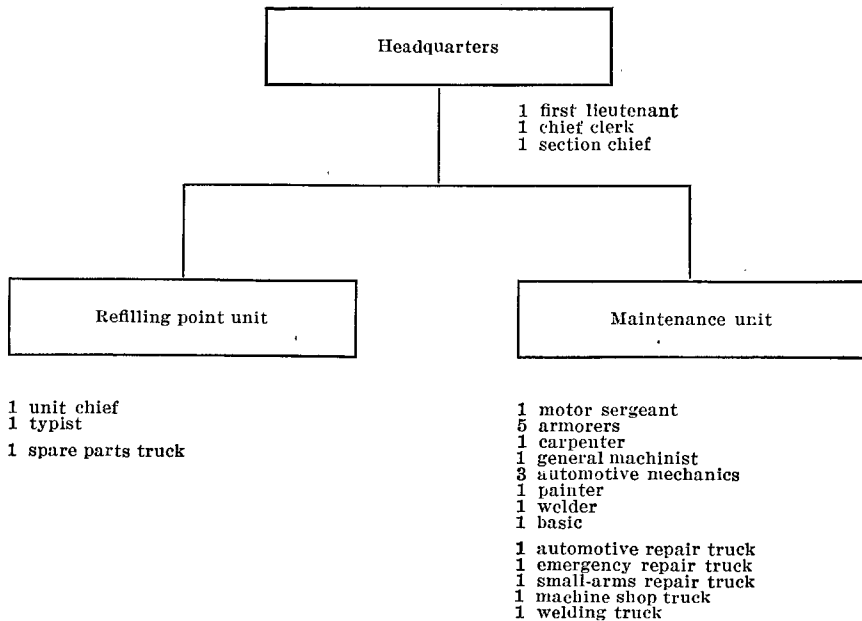 Headquarters
1 first lieutenant
1 chief clerk
1 section chief
Refilling point unit
Maintenance unit
1 unit chief
1 typist
1 spare parts truck
1 motor sergeant
5 armorers
1 carpenter
1 general machinist
3 automotive mechanics
1 painter
1 welder
1 basic
1 automotive repair truck
1 emergency repair truck
1 small-arms repair truck
1 machine shop truck
1 welding truck